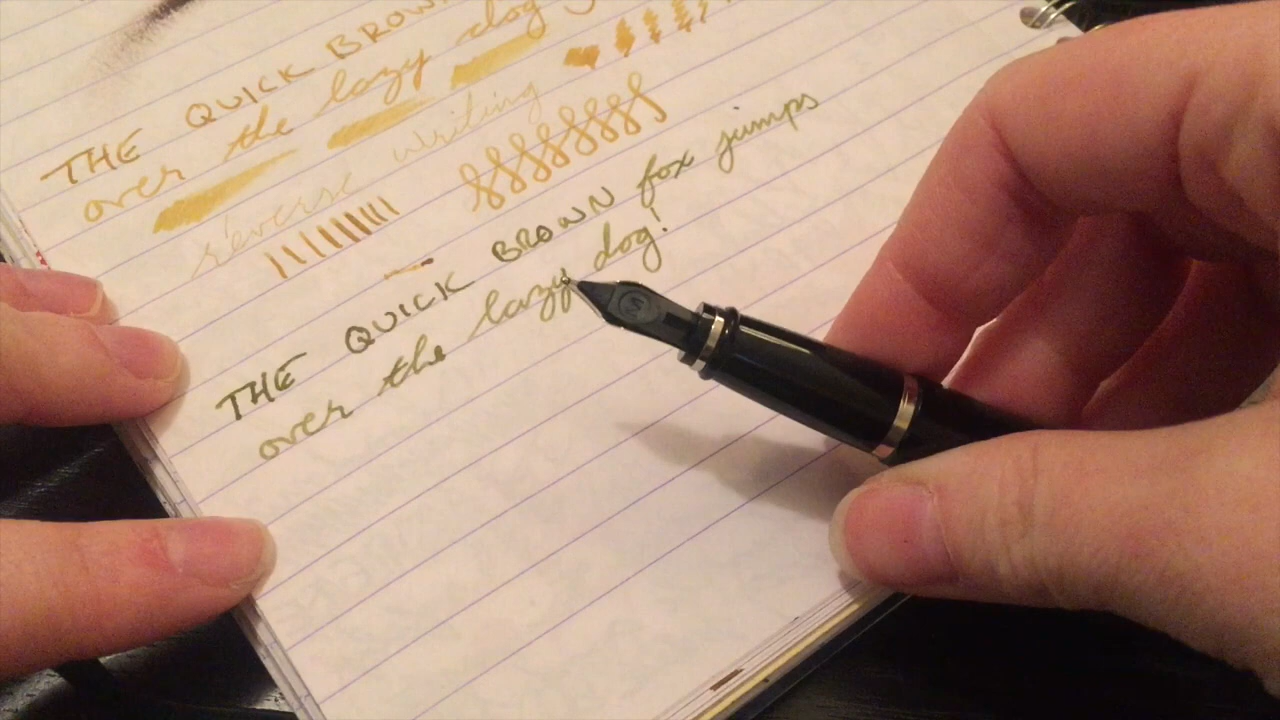 THE QUICK BROWN
over the lazy dog
reverse writing
THE QUICK BROWN fox jumps
over the lazy dog!
M